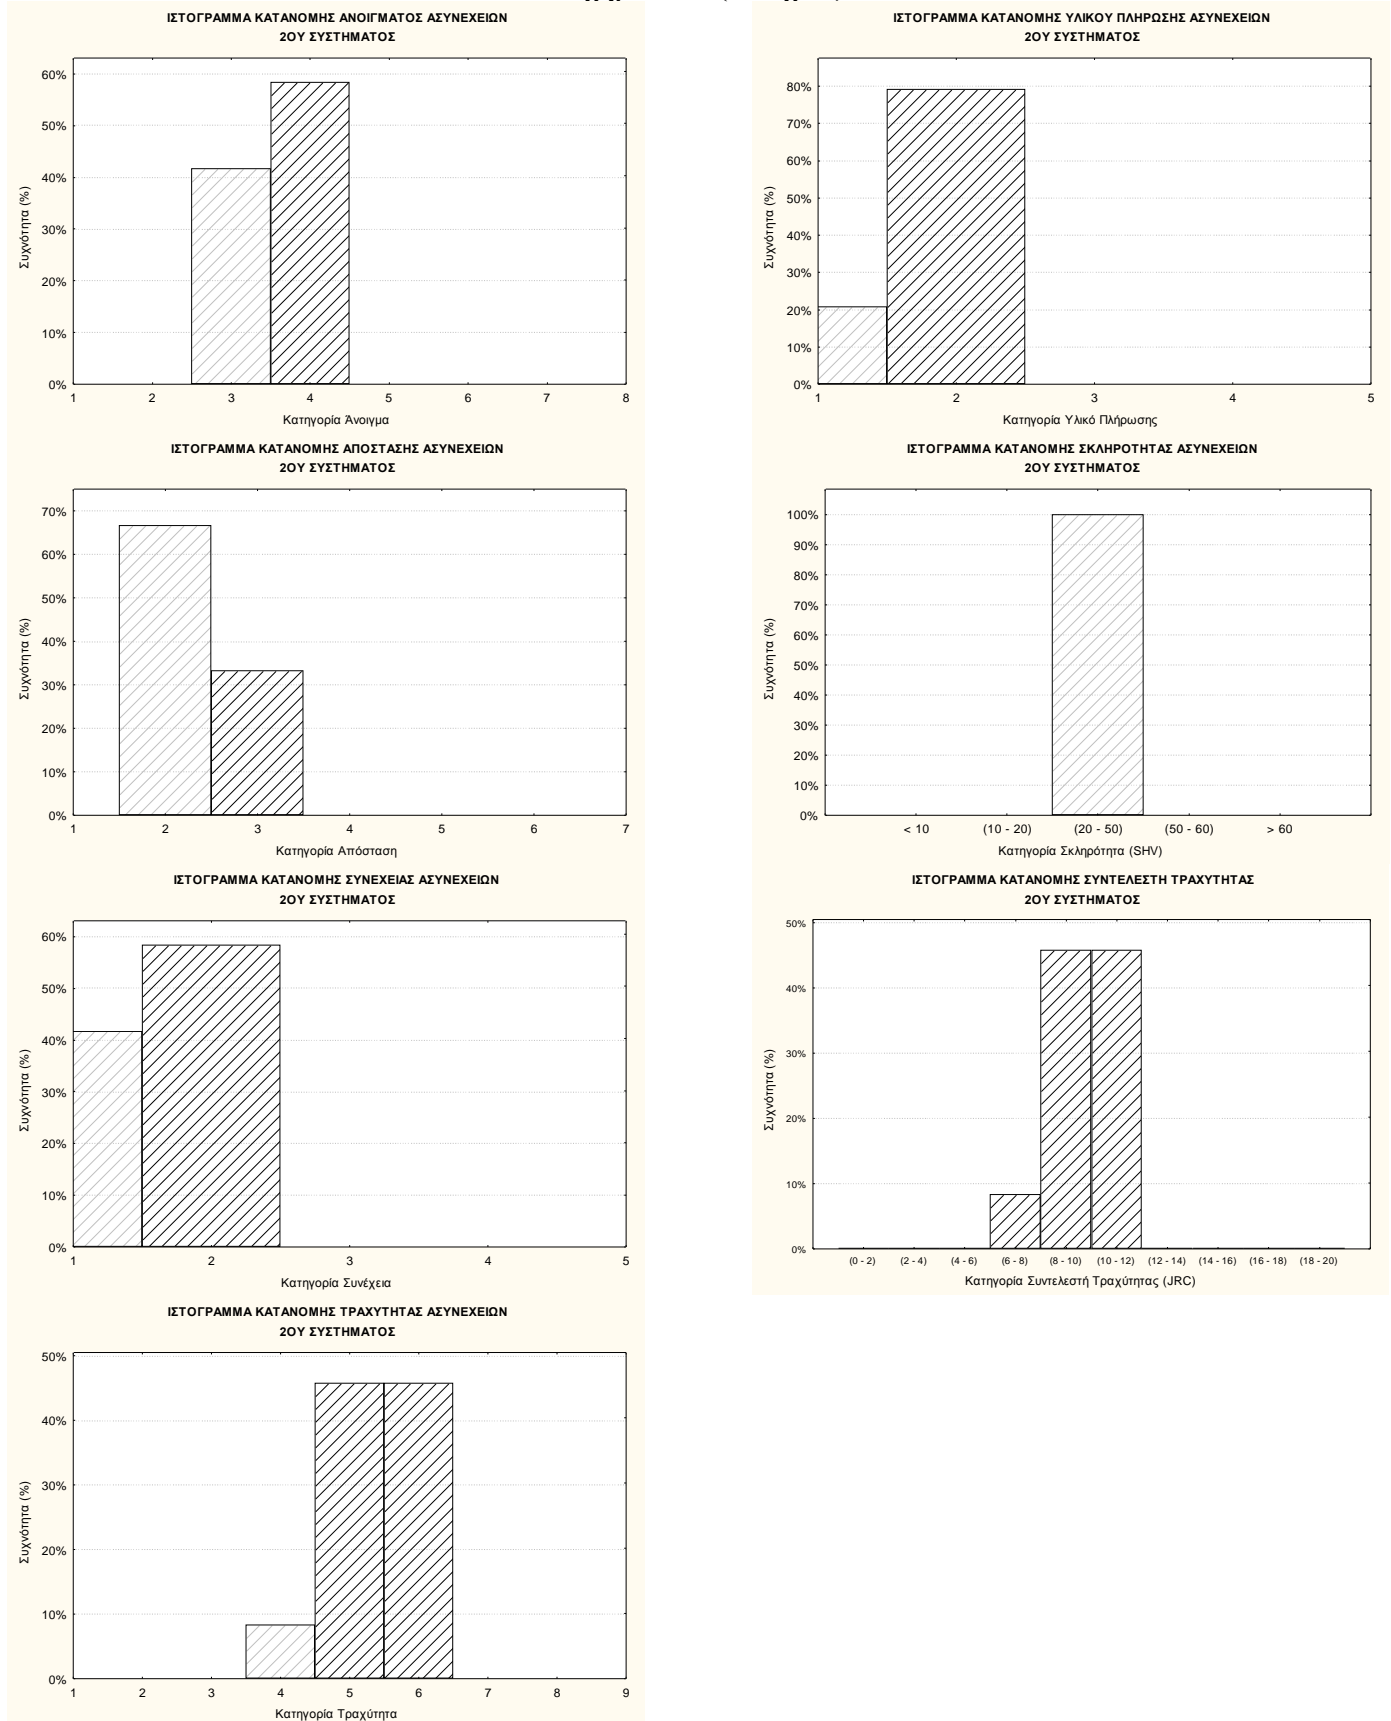 ΙΣΤΟΓΡΑΜΜΑ ΚΑΤΑΝΟΜΗΣ ΑΝΟΙΓΜΑΤΟΣ ΑΣΥΝΕΧΕΙΩΝ
2ΟΥ ΣΥΣΤΗΜΑΤΟΣ
60%
50%
40%
30%
20%
10%
0%
Συχνότητα (%)
1 2 3 4 5 6 7 8
Κατηγορία Άνοιγμα
ΙΣΤΟΓΡΑΜΜΑ ΚΑΤΑΝΟΜΗΣ ΥΛΙΚΟΥ ΠΛΗΡΩΣΗΣ ΑΣΥΝΕΧΕΙΩΝ
2ΟΥ ΣΥΣΤΗΜΑΤΟΣ
80%
70%
60%
50%
40%
30%
20%
10%
0%
Συχνότητα (%)
1 2 3 4 5
Κατηγορία Υλικό Πλήρωσης
ΙΣΤΟΓΡΑΜΜΑ ΚΑΤΑΝΟΜΗΣ ΑΠΟΣΤΑΣΗΣ ΑΣΥΝΕΧΕΙΩΝ
2ΟΥ ΣΥΣΤΗΜΑΤΟΣ
70%
60%
50%
40%
30%
20%
10%
0%
Συχνότητα (%)
1 2 3 4 5 6 7
Κατηγορία Απόσταση
ΙΣΤΟΓΡΑΜΜΑ ΚΑΤΑΝΟΜΗΣ ΣΚΛΗΡΟΤΗΤΑΣ ΑΣΥΝΕΧΕΙΩΝ
2ΟΥ ΣΥΣΤΗΜΑΤΟΣ
100%
90%
80%
70%
60%
50%
40%
30%
20%
10%
0%
Συχνότητα (%)
< 10 (10 - 20) (20 - 50) (50 - 60) > 60
Κατηγορία Σκληρότητα (SHV)
ΙΣΤΟΓΡΑΜΜΑ ΚΑΤΑΝΟΜΗΣ ΣΥΝΕΧΕΙΑΣ ΑΣΥΝΕΧΕΙΩΝ
2ΟΥ ΣΥΣΤΗΜΑΤΟΣ
60%
50%
40%
30%
20%
10%
0%
Συχνότητα (%)
1 2 3 4 5
Κατηγορία Συνέχεια
ΙΣΤΟΓΡΑΜΜΑ ΚΑΤΑΝΟΜΗΣ ΣΥΝΤΕΛΕΣΤΗ ΤΡΑΧΥΤΗΤΑΣ
2ΟΥ ΣΥΣΤΗΜΑΤΟΣ
50%
40%
30%
20%
10%
0%
Συχνότητα (%)
(0 - 2) (2 - 4) (4 - 6) (6 - 8) (8 - 10) (10 - 12) (12 - 14) (14 - 16) (16 - 18) (18 - 20)
Κατηγορία Συντελεστή Τραχύτητας (JRC)
ΙΣΤΟΓΡΑΜΜΑ ΚΑΤΑΝΟΜΗΣ ΤΡΑΧΥΤΗΤΑΣ ΑΣΥΝΕΧΕΙΩΝ
2ΟΥ ΣΥΣΤΗΜΑΤΟΣ
50%
40%
30%
20%
10%
0%
Συχνότητα (%)
1 2 3 4 5 6 7 8 9
Κατηγορία Τραχύτητα